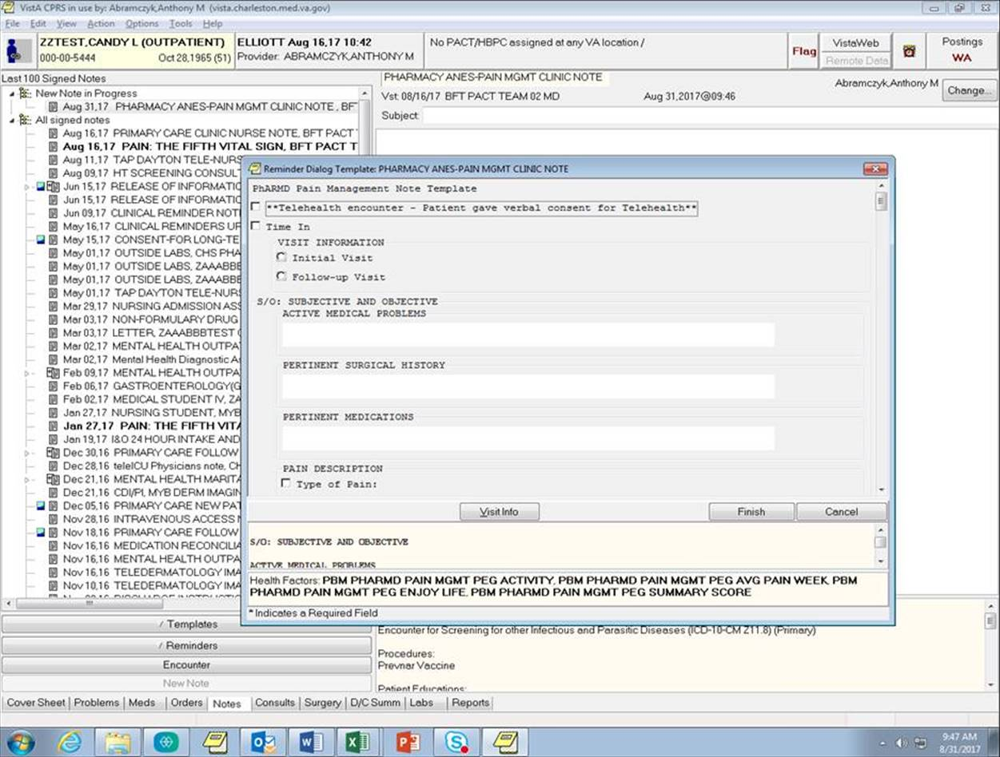 VistA CPRS in use by: Abramczyk,Anthony M (vista.charleston.med.va.gov)
File Edit View Action Options Tools Help
ZZTEST,CANDY L (OUTPATIENT)
000-00-5444 Oct 28,1965 (51)
ELLIOTT Aug 16,17 10:42
Provider: ABRAMCZYK,ANTHONY M
No PACT/HBPC assigned at any VA location /
Flag
VistaWeb
Remote Data
Postings
WA
Last 100 Signed Notes
New Note in Progress
Aug 31,17 PHARMACY ANES-PAIN MGMT CLINIC NOTE , BFT
All signed notes
Aug 16,17 PRIMARY CARE CLINIC NURSE NOTE, BFT PACT
Aug 16,17 PAIN: THE FIFTH VITAL SIGN, BFT PACT T
Aug 11,17 TAP DAYTON TELE-NURS
Aug 09,17 HT SCREENING CONSULT
Jun 15,17 RELEASE OF INFORMATIC
Jun 15,17 RELEASE OF INFORMATIC
Jun 09,17 CLINICAL REMINDER NOTI
May 16,17 CLINICAL REMINDERS UP
May 15,17 CONSENT-FOR LONG-TE
May 01,17 OUTSIDE LABS, CHS PHA
May 01,17 OUTSIDE LABS, ZAAABBB
May 01,17 OUTSIDE LABS, ZAAABBB
May 01,17 TAP DAYTON TELE-NURS
Mar 29,17 NURSING ADMISSION ASS
Mar 03,17 NON-FORMULARY DRUG
Mar 03,17 LETTER, ZAAABBBTEST C
Mar 02,17 MENTAL HEALTH OUTPA
Mar 02,17 Mental Health Diagnostic As
Feb 09,17 MENTAL HEALTH OUTPA
Feb 06,17 GASTROENTEROLOGY(G
Feb 02,17 MEDICAL STUDENT IV, ZA
Jan 27,17 NURSING STUDENT, MYB
Jan 27,17 PAIN: THE FIFTH VITA
Jan 19,17 I&O 24 HOUR INTAKE AND
Dec 30,16 PRIMARY CARE FOLLOW
Dec 28,16 teleICU Physicians note, CH
Dec 21,16 MENTAL HEALTH MARITA
Dec 21,16 CDI/PI, MYB DERM IMAGIN
Dec 05,16 PRIMARY CARE NEW PAT
Nov 28,16 INTRAVENOUS ACCESS N
Nov 18,16 PRIMARY CARE FOLLOW
Nov 16,16 MEDICATION RECONCILIA
Nov 16,16 MENTAL HEALTH OUTPA
Nov 16,16 TELEDERMATOLOGY IMA
Nov 10,16 TELEDERMATOLOGY IMA
/ Templates
/ Reminders
Encounter
New Note
PHARMACY ANES-PAIN MGMT CLINIC NOTE
Abramczyk,Anthony M
Change...
Vst: 08/16/17 BFT PACT TEAM 02 MD Aug 31,2017@09:46
Subject:
Reminder Dialog Template: PHARMACY ANES-PAIN MGMT CLINIC NOTE
PhARMD Pain Management Note Template
**Telehealth encounter - Patient gave verbal consent for Telehealth**
Time In
VISIT INFORMATION
Initial Visit
Follow-up Visit
S/O: SUBJECTIVE AND OBJECTIVE
ACTIVE MEDICAL PROBLEMS
PERTINENT SURGICAL HISTORY
PERTINENT MEDICATIONS
PAIN DESCRIPTION
Type of Pain:
Visit Info
Finish
Cancel
S/O: SUBJECTIVE AND OBJECTIVE
ACTIVE MEDICAL PROBLEMS
Health Factors: PBM PHARMD PAIN MGMT PEG ACTIVITY, PBM PHARMD PAIN MGMT PEG AVG PAIN WEEK, PBM
PHARMD PAIN MGMT PEG ENJOY LIFE, PBM PHARMD PAIN MGMT PEG SUMMARY SCORE
* Indicates a Required Field
Encounter for Screening for other Infectious and Parasitic Diseases (ICD-10-CM Z11.8) (Primary)
Procedures:
Prevnar Vaccine
Patient Educations:
Cover Sheet Problems Meds Orders Notes Consults Surgery D/C Summ Labs Reports
9:47 AM
8/31/2017